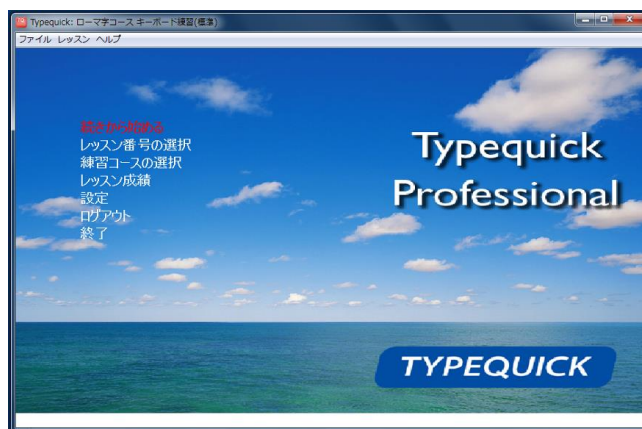 Typequick: ローマ字コース キーボード練習(標準)
ファイル レッスン ヘルプ
続きから始める
レッスン番号の選択
練習コースの選択
レッスン成績
設定
ログアウト
終了
Typequick
Professional
TYPEQUICK